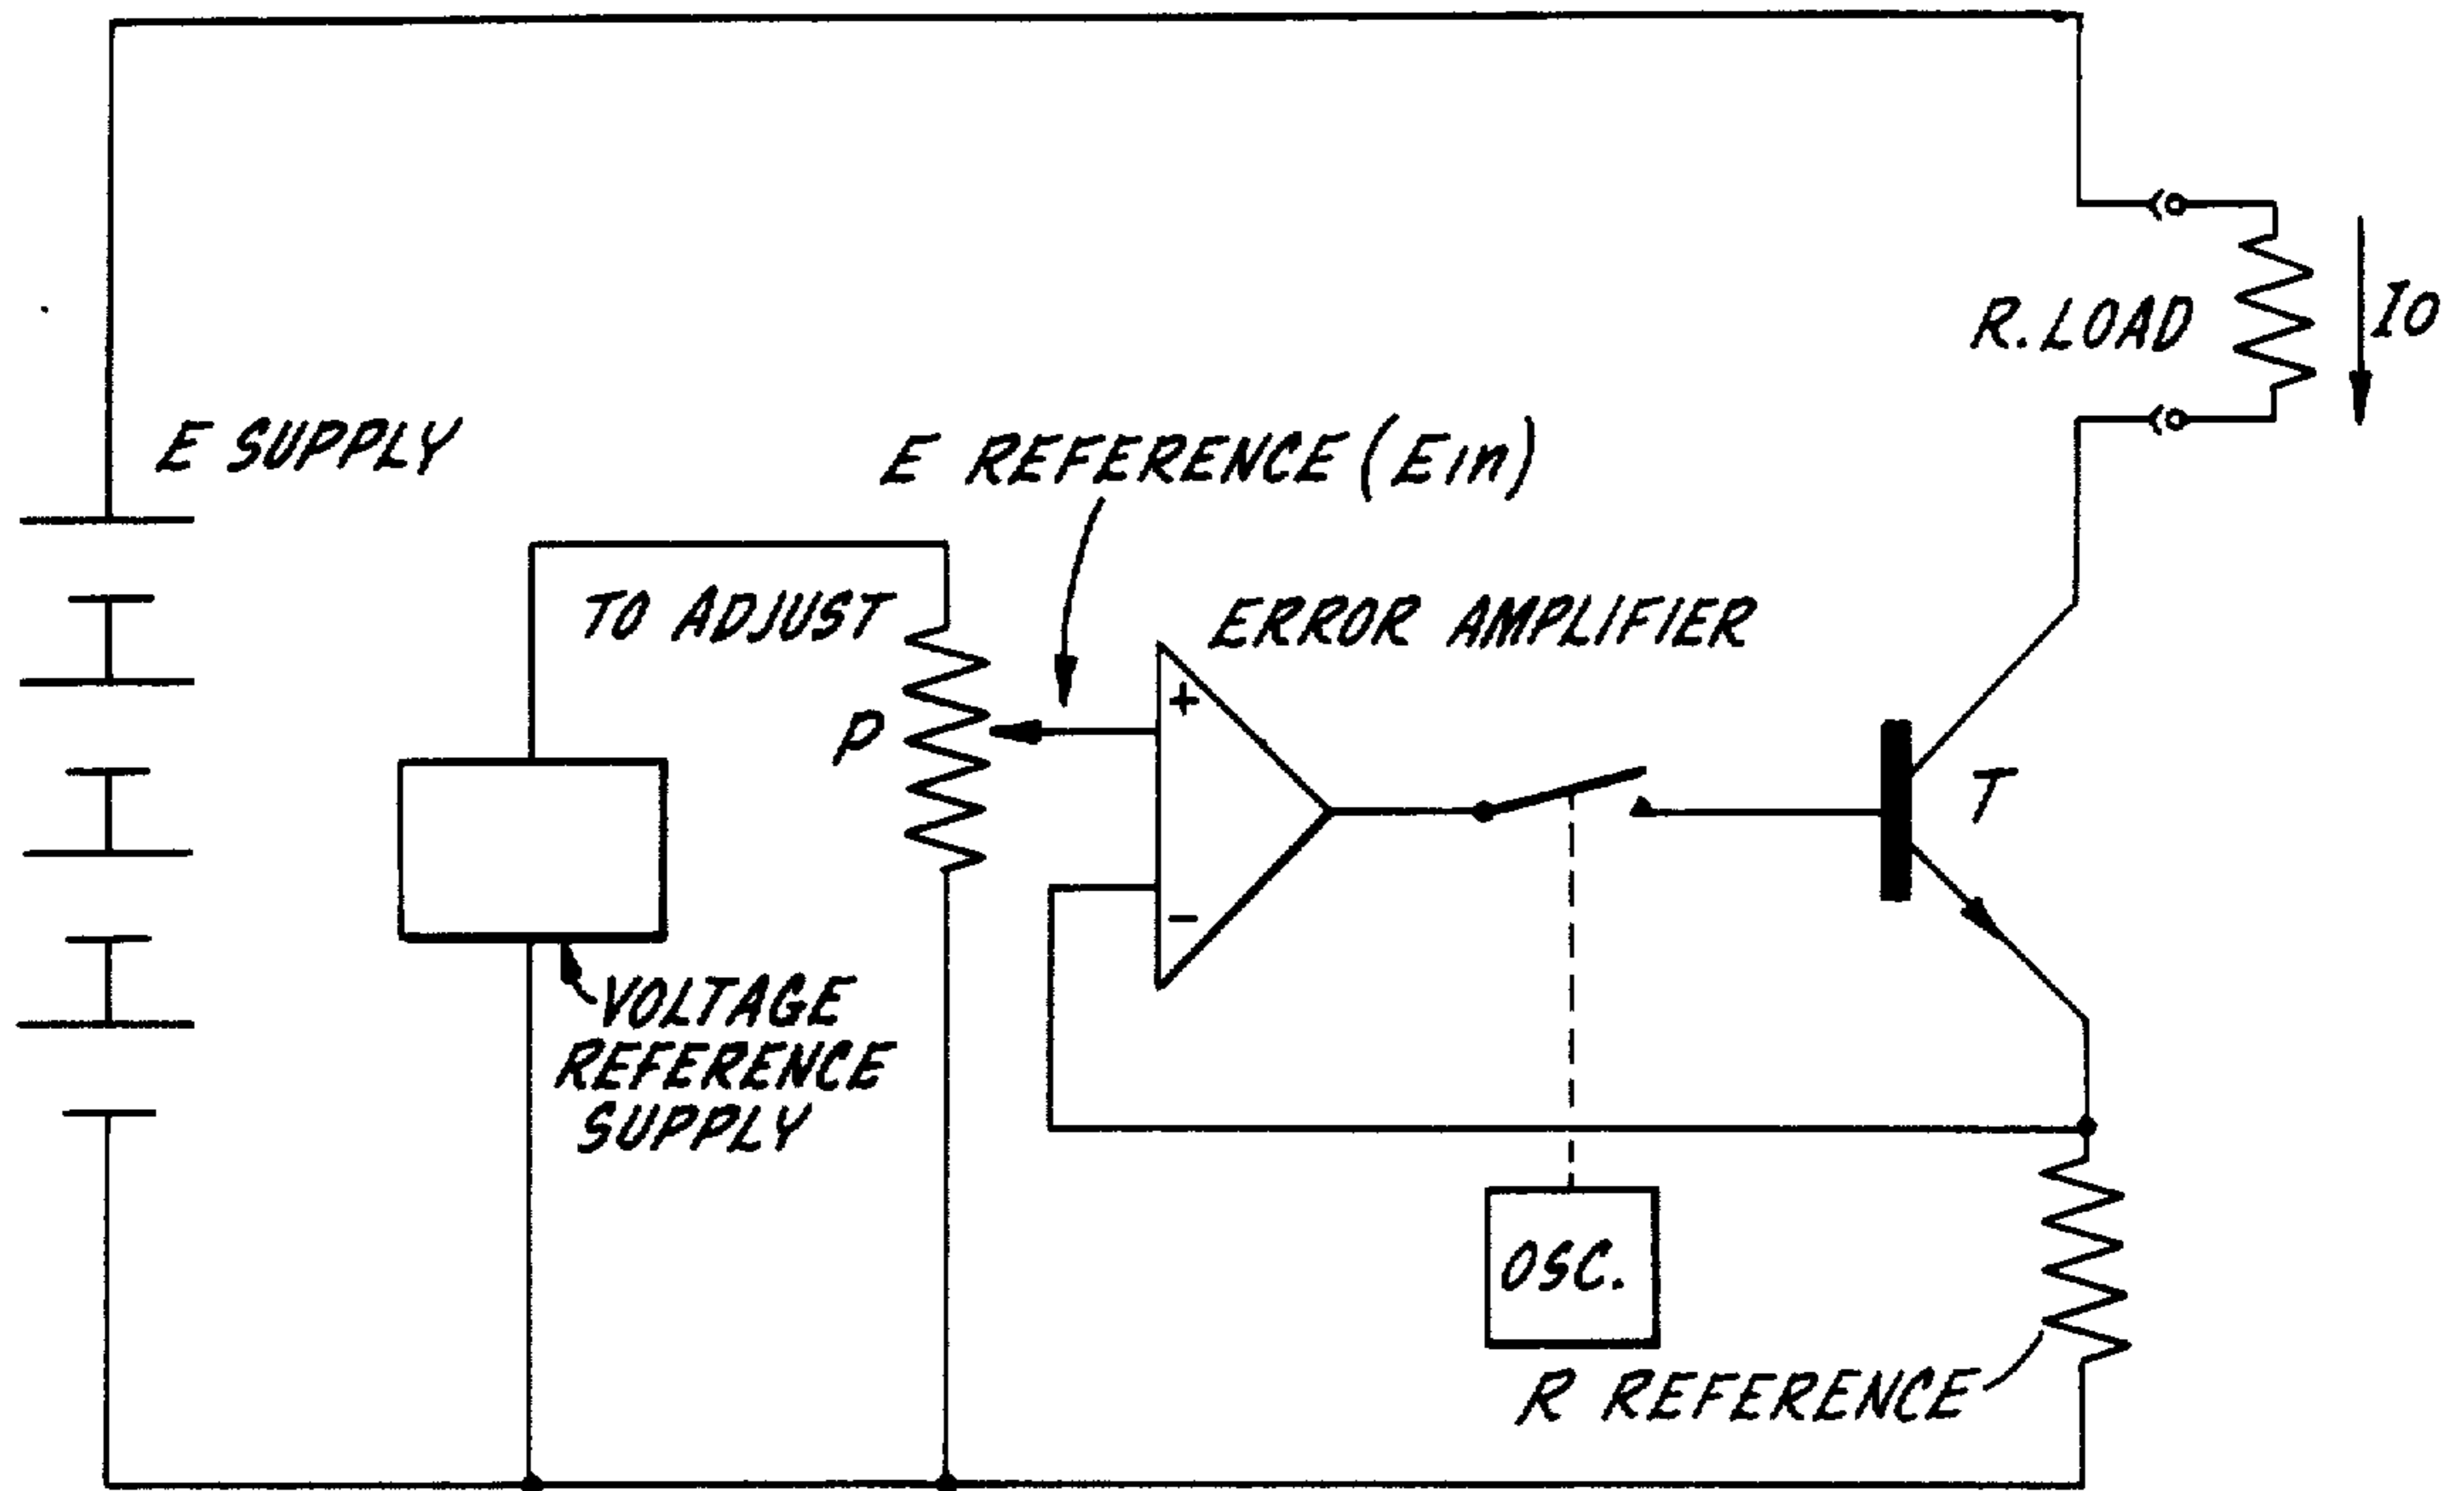 R. LOAD
IO
E SUPPLY
E REFERENCE (Ein)
TO ADJUST
ERROR AMPLIFIER
+
P
T
-
VOLTAGE
REFERENCE
SUPPLY
OSC.
R REFERENCE